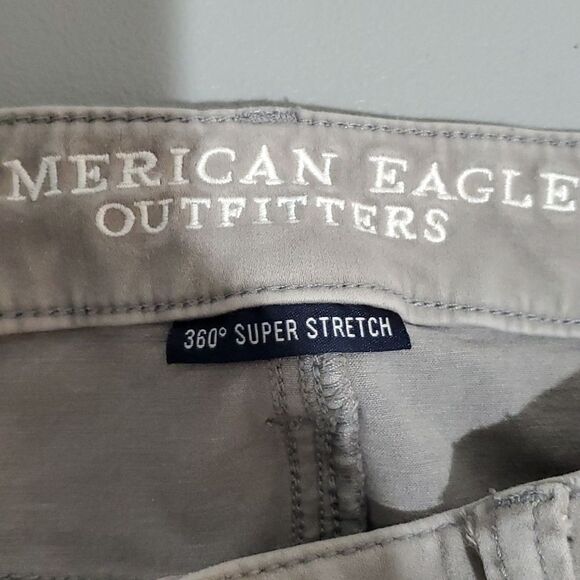 MERICAN EAGLE
OUTFITTERS
360° SUPER STRETCH